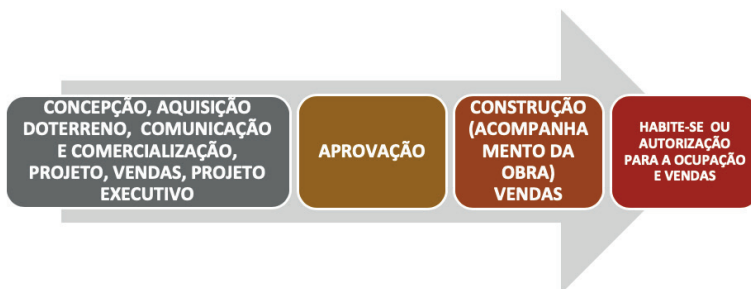 CONCEPÇÃO, AQUISIÇÃO
DOTERRENO, COMUNICAÇÃO
E COMERCIALIZAÇÃO,
PROJETO, VENDAS, PROJETO
EXECUTIVO
APROVAÇÃO
CONSTRUÇÃO
(ACOMPANHA
MENTO DA
OBRA)
VENDAS
HABITE-SE OU
AUTORIZAÇÃO
PARA A OCUPAÇÃO
E VENDAS